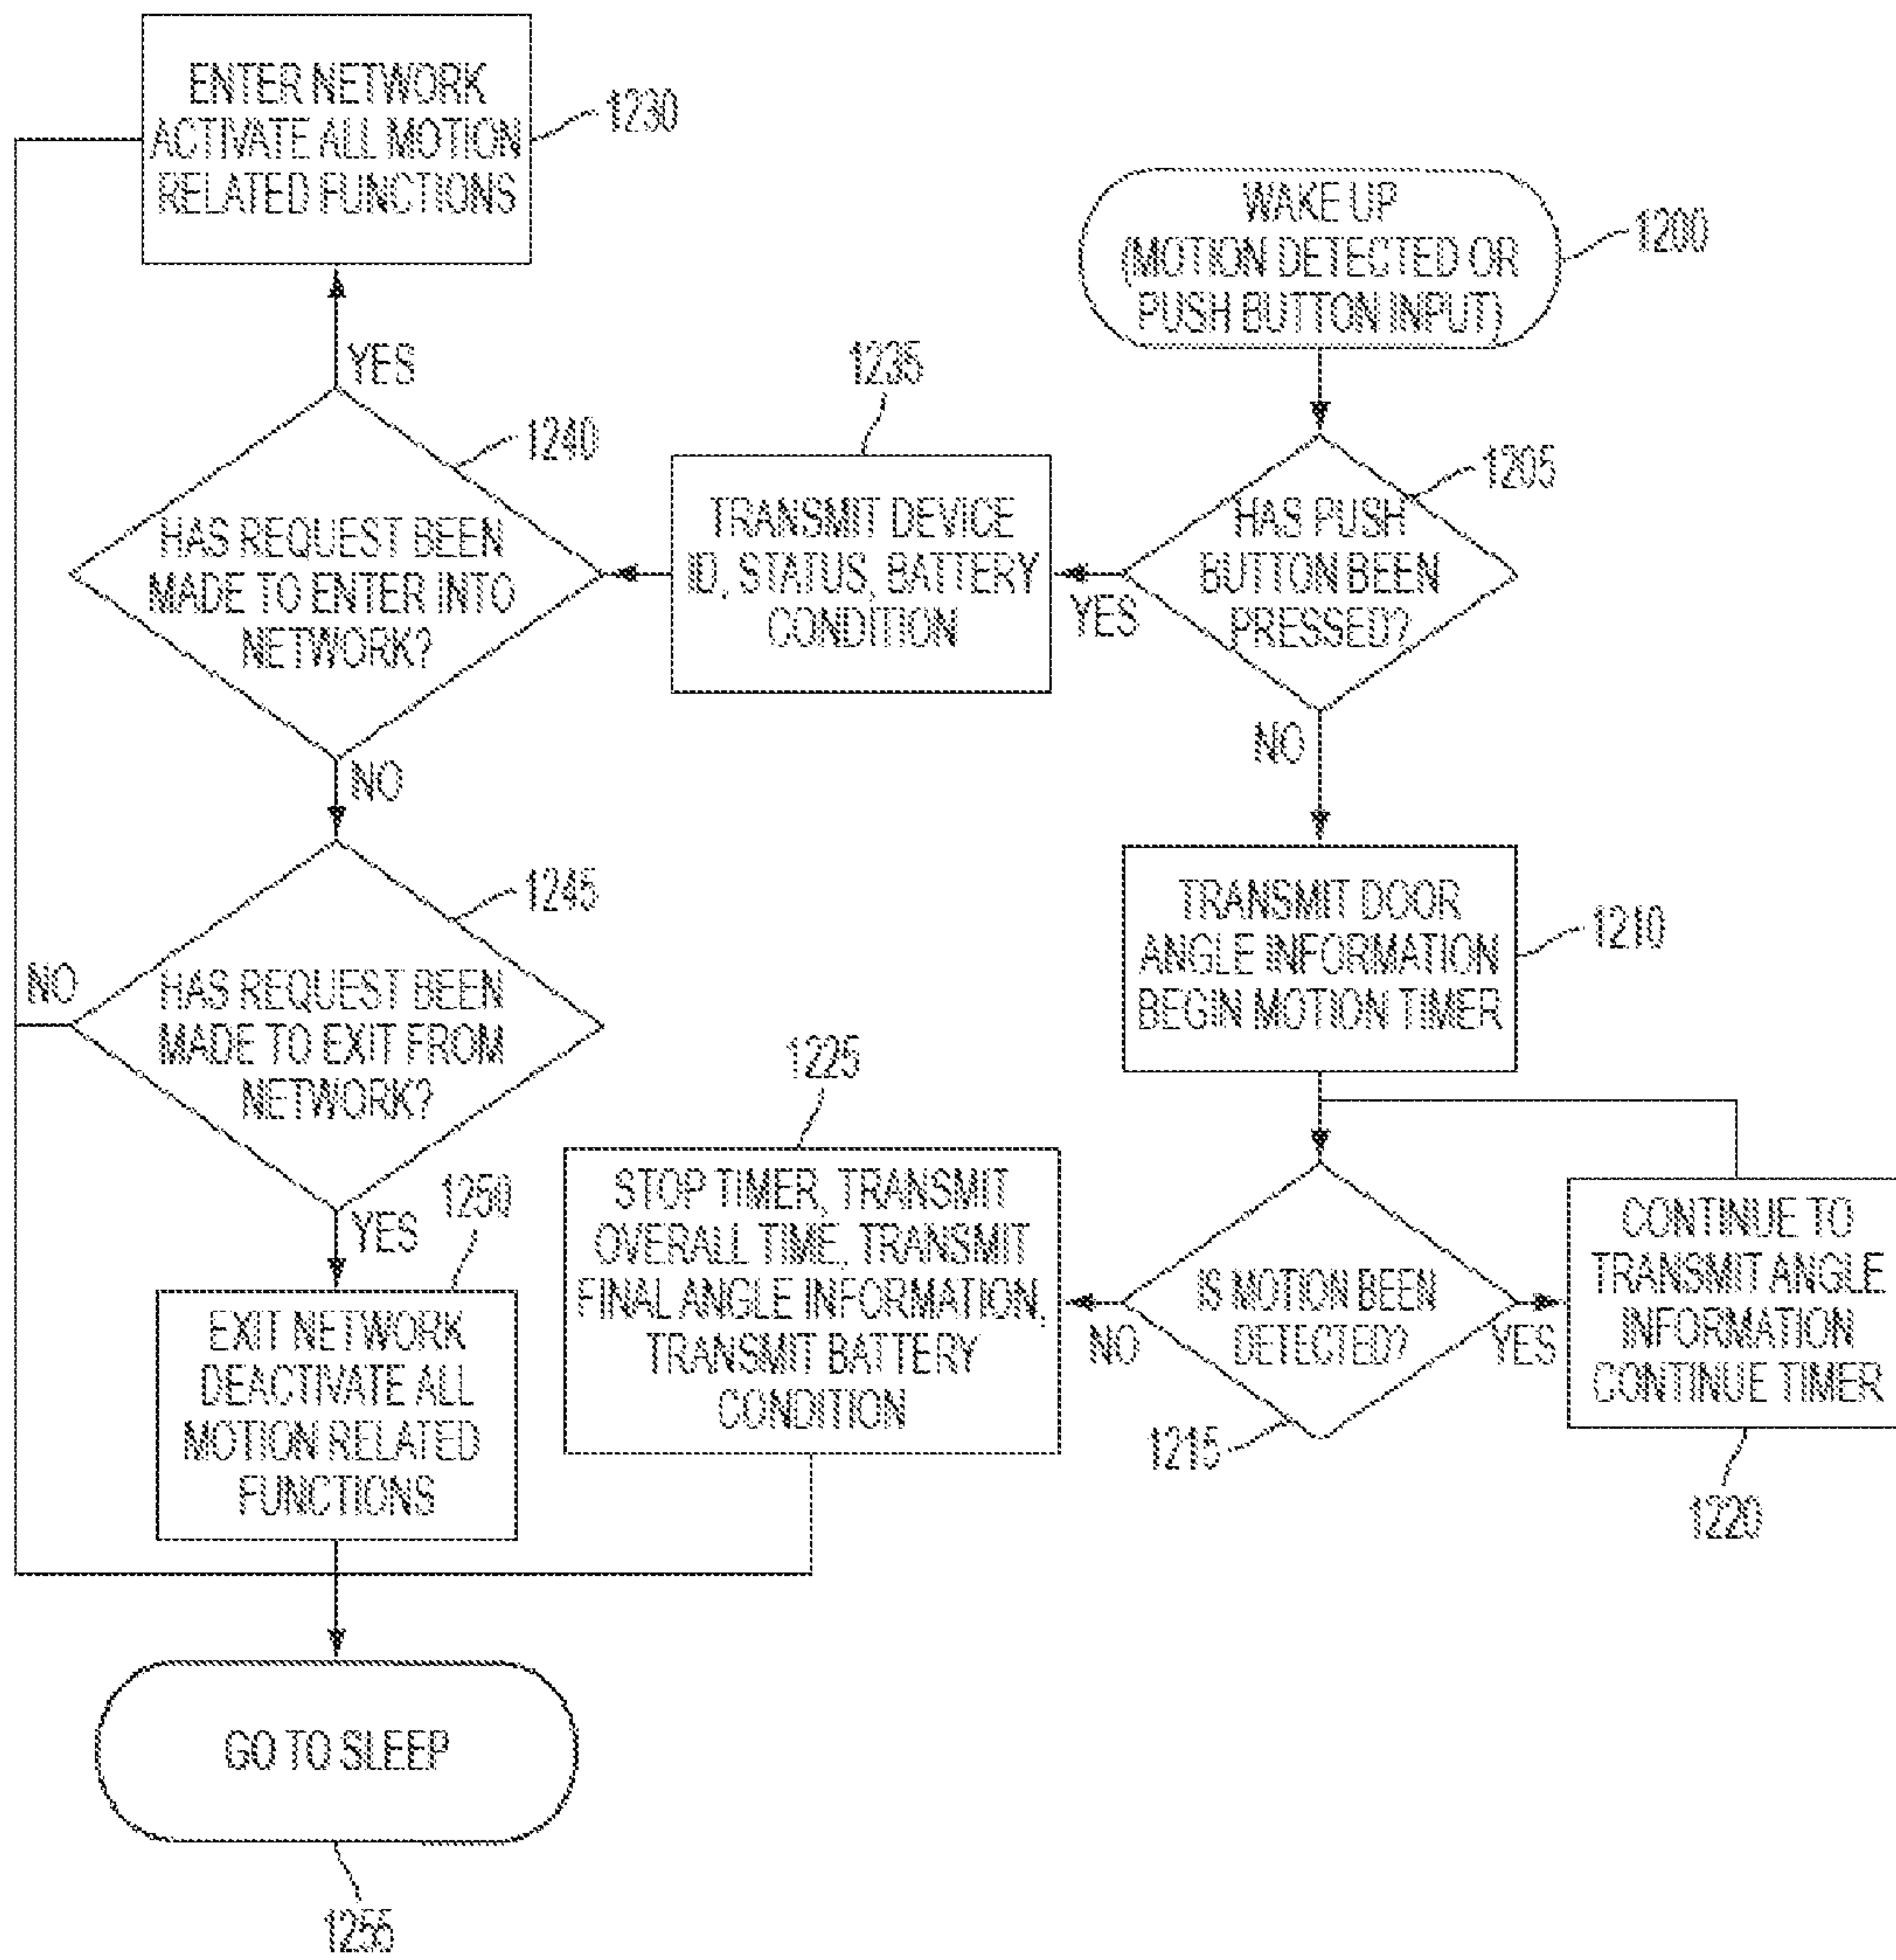 ENTER NETWORK
ACTIVATE ALL MOTION
RELATED FUNCTIONS
1230
WAKE UP
(MOTION DETECTED OR
PUSH BUTTON INPUT)
1200
YES
1235
1240
1205
HAS REQUEST BEEN
MADE TO ENTER INTO
NETWORK?
TRANSMIT DEVICE
ID, STATUS, BATTERY
CONDITION
YES
HAS PUSH
BUTTON BEEN
PRESSED?
NO
NO
1245
TRANSMIT DOOR
ANGLE INFORMATION
BEGIN MOTION TIMER
1210
NO
HAS REQUEST BEEN
MADE TO EXIT FROM
NETWORK?
1225
YES
1250
STOP TIMER, TRANSMIT
OVERALL TIME, TRANSMIT
FINAL ANGLE INFORMATION,
TRANSMIT BATTERY
CONDITION
NO
IS MOTION BEEN
DETECTED?
YES
CONTINUE TO
TRANSMIT ANGLE
INFORMATION
CONTINUE TIMER
EXIT NETWORK
DEACTIVATE ALL
MOTION RELATED
FUNCTIONS
1215
1220
GO TO SLEEP
1255